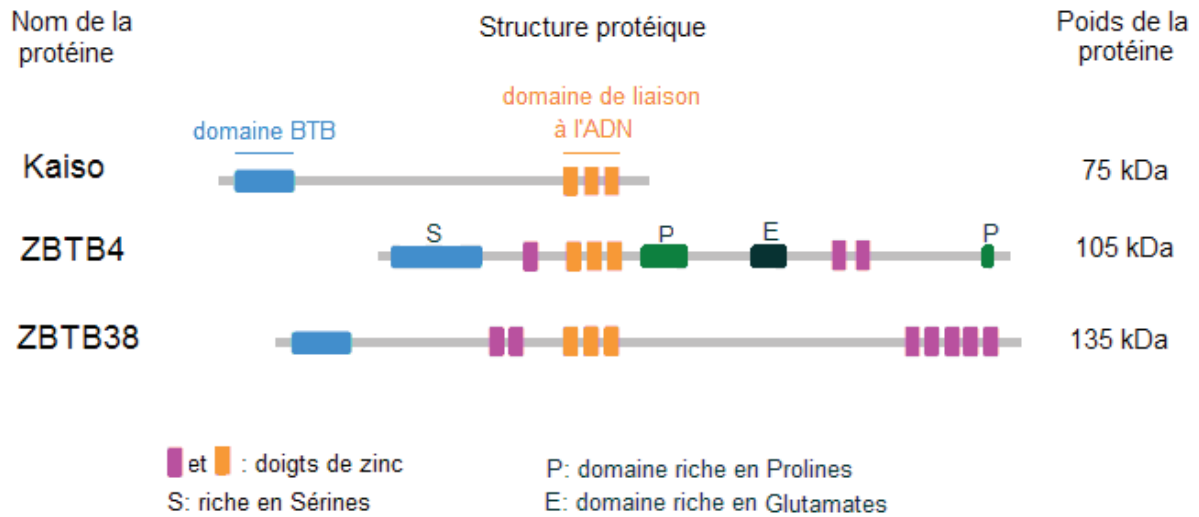 Nom de la
protéine
Structure protéique
Poids de la
protéine
domaine BTB
domaine de liaison
à l'ADN
Kaiso
75 kDa
S
P
E
P
ZBTB4
105 kDa
ZBTB38
135 kDa
et : doigts de zinc
S: riche en Sérines
P: domaine riche en Prolines
E: domaine riche en Glutamates